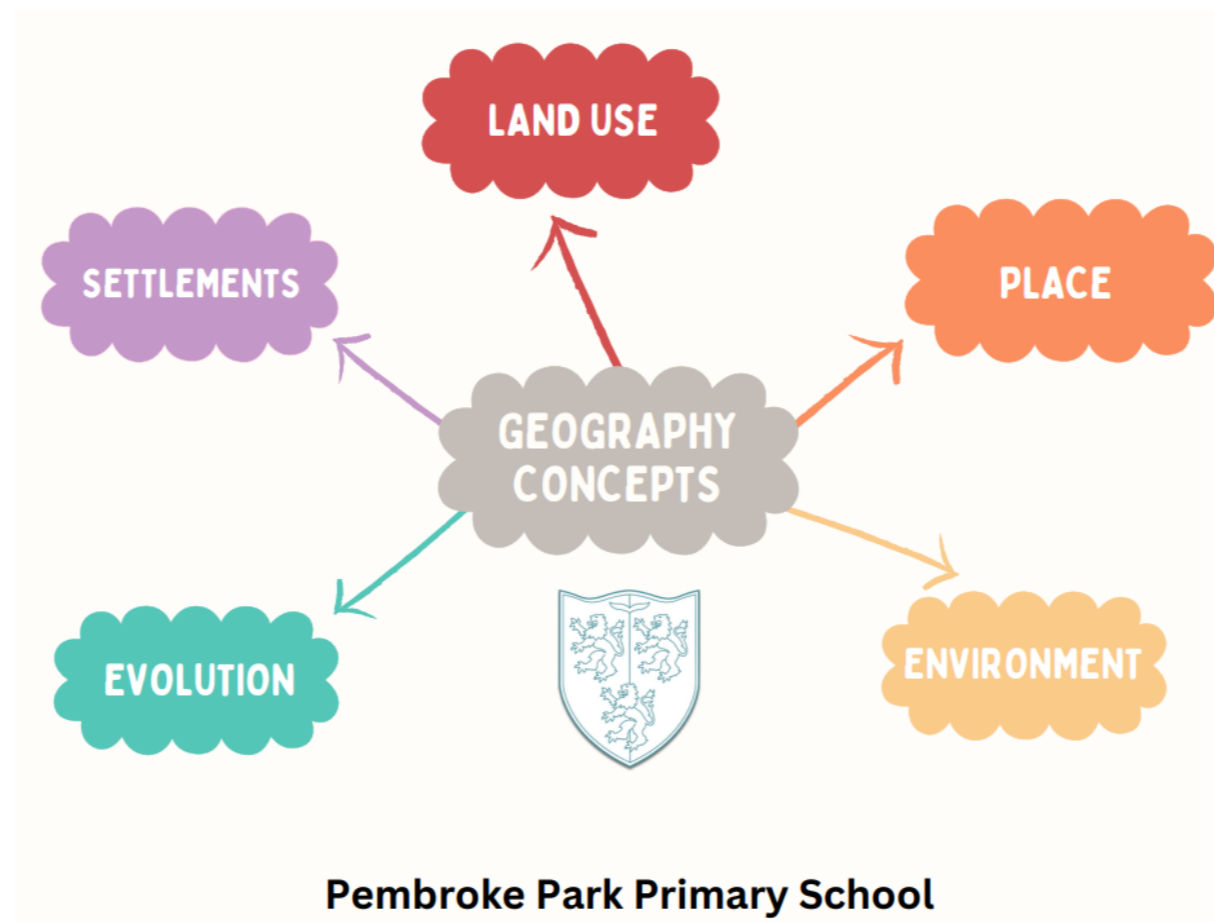 LAND USE
SETTLEMENTS
PLACE
GEOGRAPHY
CONCEPTS
EVOLUTION
ENVIRONMENT
Pembroke Park Primary School